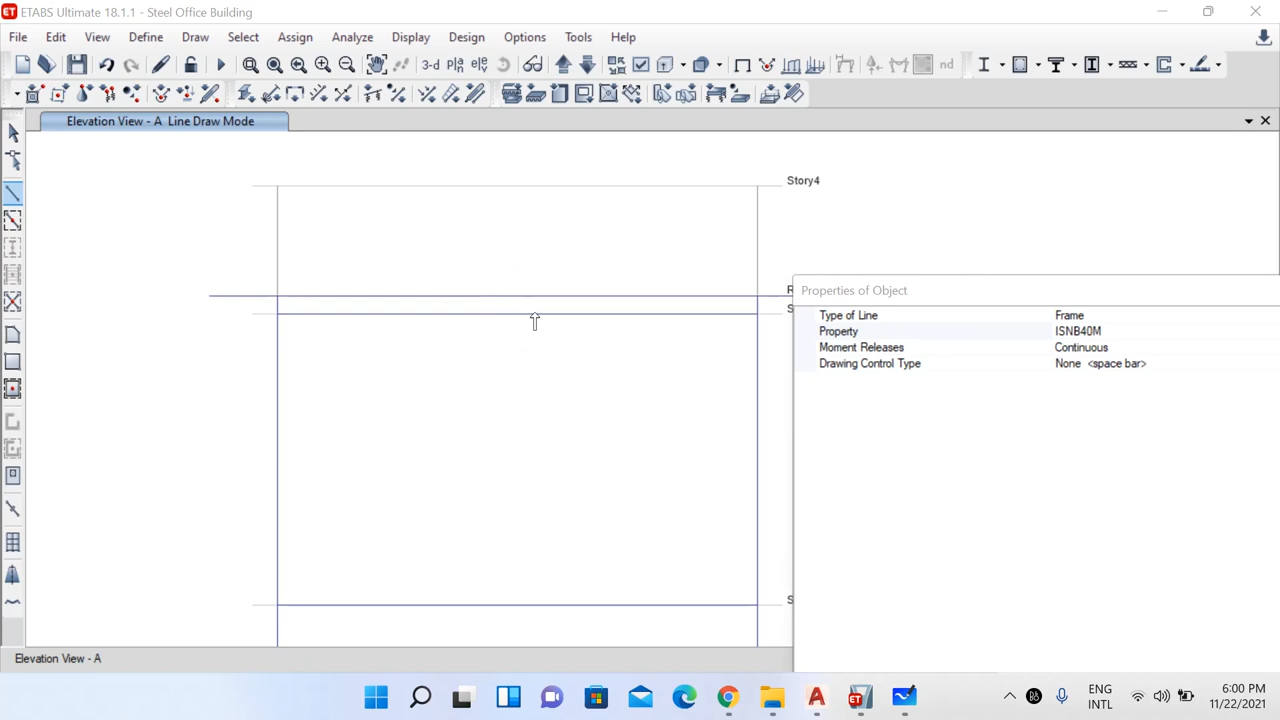 ETABS Ultimate 18.1.1 - Steel Office Building
File Edit View Define Draw Select Assign Analyze Display Design Options Tools Help
3-d pla ele nd
Elevation View - A Line Draw Mode
Story4
R
S
S
Properties of Object
Type of Line Frame
Property ISNB40M
Moment Releases Continuous
Drawing Control Type None <space bar>
Elevation View - A
ENG
INTL
6:00 PM
11/22/2021